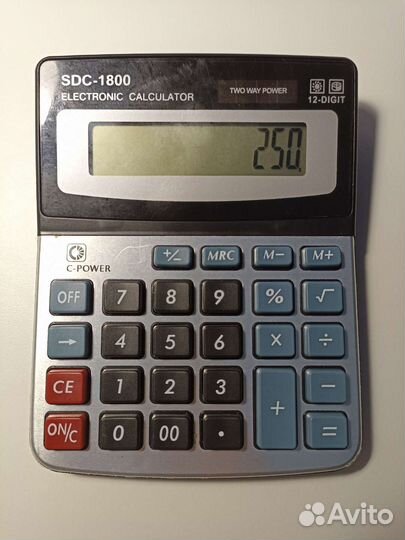 SDC-1800
ELECTRONIC CALCULATOR
TWO WAY POWER
12-DIGIT
250.
C-POWER
+/− MRC M− M+
OFF 7 8 9 % √
→ 4 5 6 X ÷
CE 1 2 3 + −
ON/C 0 00 . =
Avito